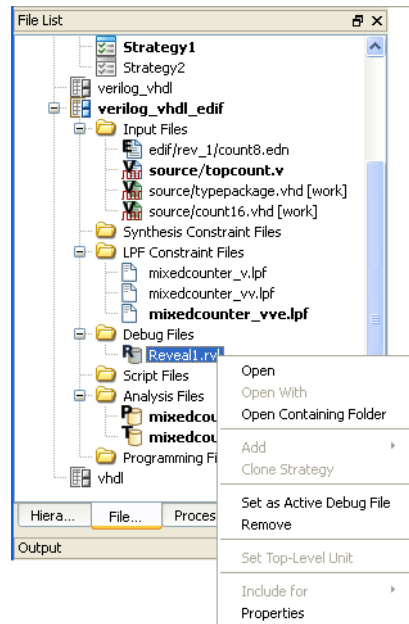 File List
Strategy1
Strategy2
verilog_vhdl
verilog_vhdl_edif
Input Files
edif/rev_1/count8.edn
source/topcount.v
source/typepackage.vhd [work]
source/count16.vhd [work]
Synthesis Constraint Files
LPF Constraint Files
mixedcounter_v.lpf
mixedcounter_vv.lpf
mixedcounter_vve.lpf
Debug Files
Reveal1.rvl
Script Files
Analysis Files
mixedcou
mixedcou
Programming Fi
vhdl
Open
Open With
Open Containing Folder
Add
Clone Strategy
Set as Active Debug File
Remove
Set Top-Level Unit
Include for
Properties
Hiera...
File...
Proces
Output